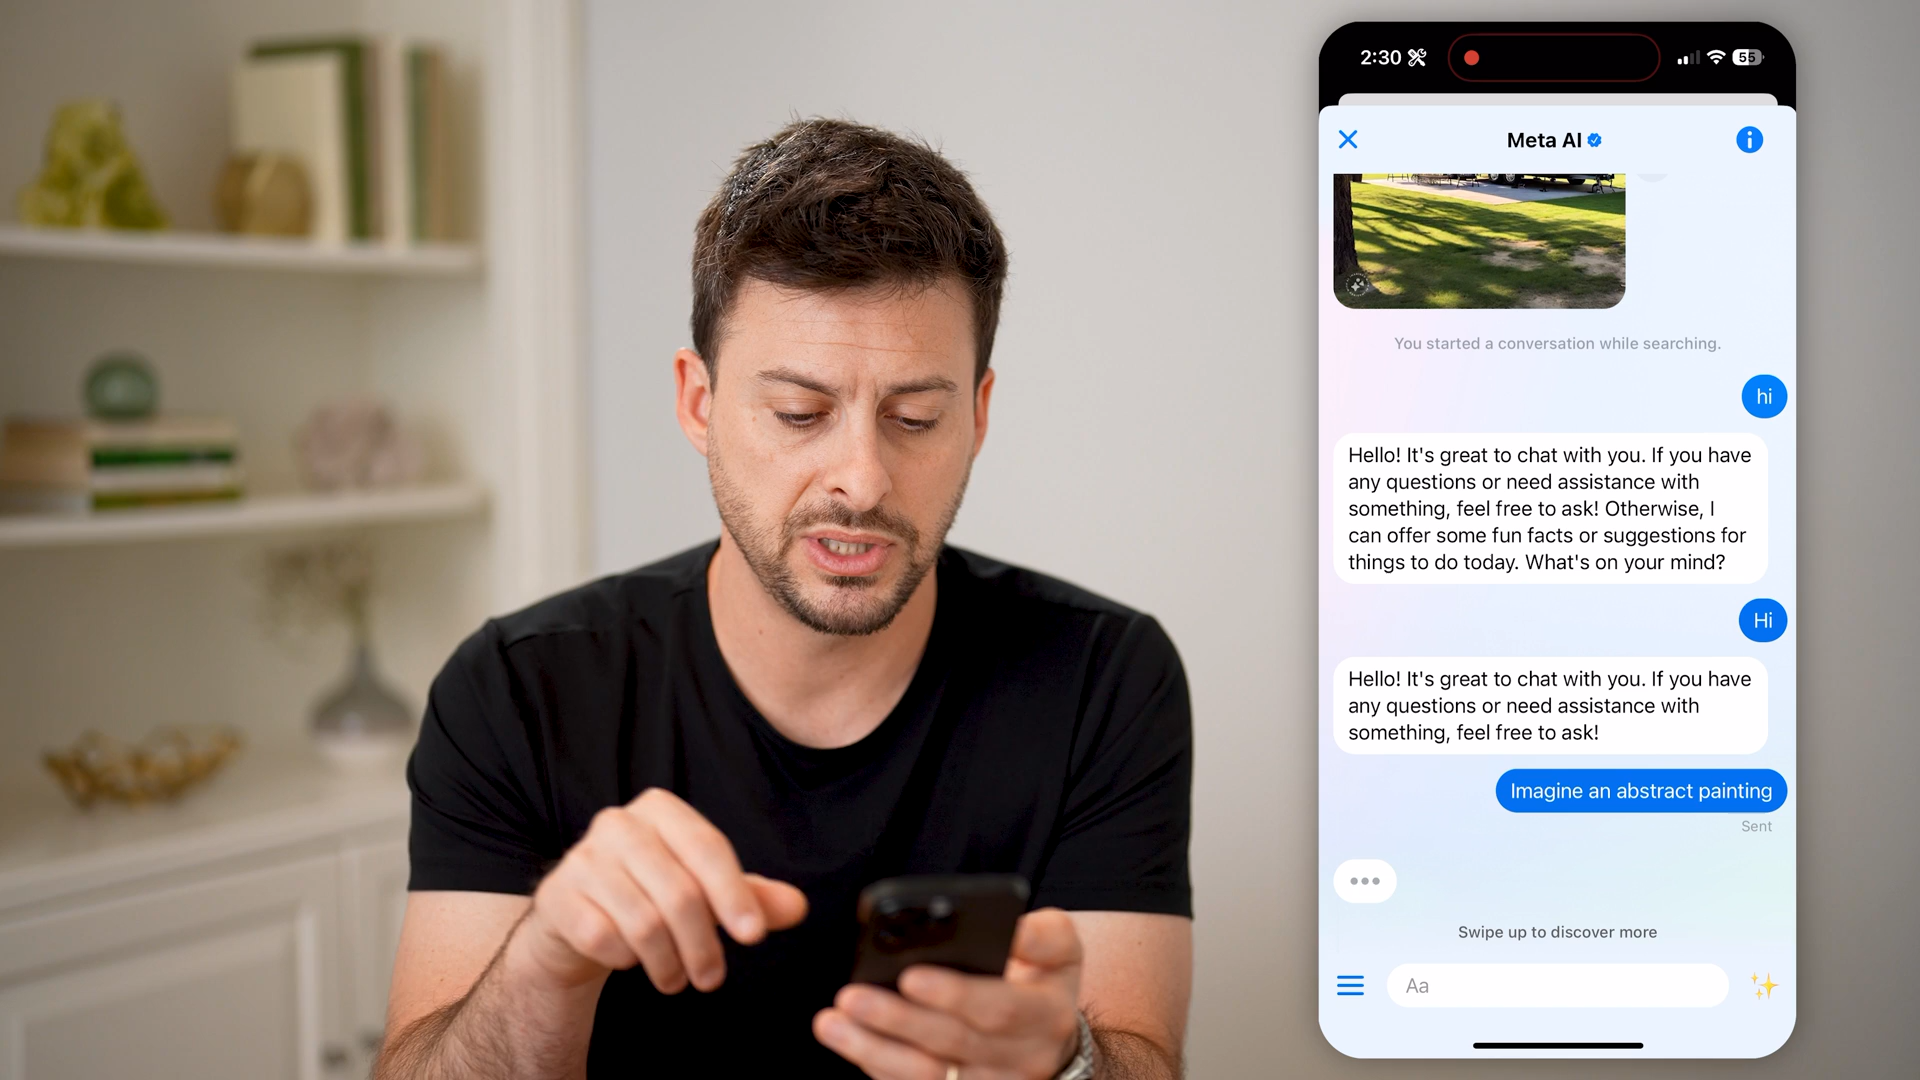 2:30
55
Meta AI
You started a conversation while searching.
hi
Hello! It's great to chat with you. If you have
any questions or need assistance with
something, feel free to ask! Otherwise, I
can offer some fun facts or suggestions for
things to do today. What's on your mind?
Hi
Hello! It's great to chat with you. If you have
any questions or need assistance with
something, feel free to ask!
Imagine an abstract painting
Sent
Swipe up to discover more
Aa